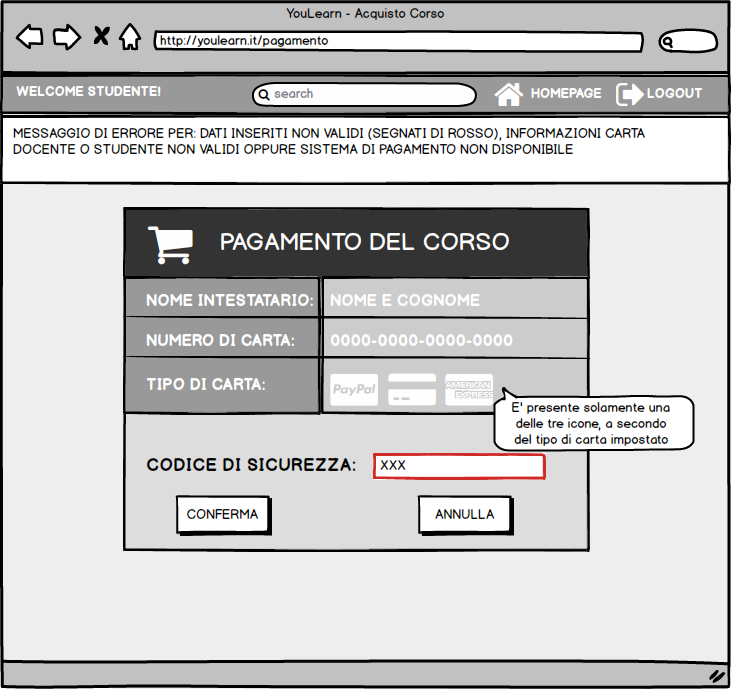 YouLearn - Acquisto Corso
http://youlearn.it/pagamento
WELCOME STUDENTE!
search
HOMEPAGE
LOGOUT
MESSAGGIO DI ERRORE PER: DATI INSERITI NON VALIDI (SEGNATI DI ROSSO), INFORMAZIONI CARTA
DOCENTE O STUDENTE NON VALIDI OPPURE SISTEMA DI PAGAMENTO NON DISPONIBILE
PAGAMENTO DEL CORSO
NOME INTESTATARIO: NOME E COGNOME
NUMERO DI CARTA: 0000-0000-0000-0000
TIPO DI CARTA: PayPal AMERICAN
EXPRESS
E' presente solamente una
delle tre icone, a secondo
del tipo di carta impostato
CODICE DI SICUREZZA: XXX
CONFERMA ANNULLA